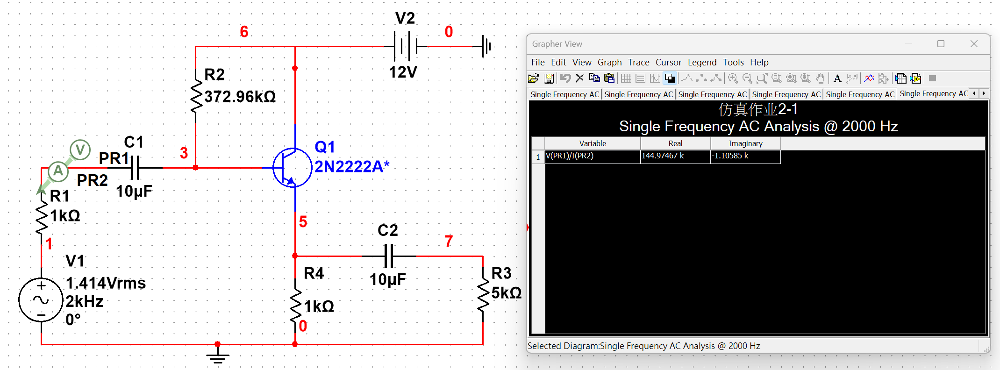 V2
6
0
12V
R2
372.96kΩ
C1
3
V
A
PR1
PR2
10µF
Q1
2N2222A*
R1
1kΩ
5
C2
7
10µF
1
V1
1.414Vrms
2kHz
0°
R4
1kΩ
0
R3
5kΩ
Grapher View
File Edit View Graph Trace Cursor Legend Tools Help
A
Single Frequency AC Single Frequency AC Single Frequency AC Single Frequency AC Single Frequency AC Single Frequency AC
仿真作业2-1
Single Frequency AC Analysis @ 2000 Hz
Variable Real Imaginary
1 V(PR1)/I(PR2) 144.97467 k -1.10585 k
Selected Diagram:Single Frequency AC Analysis @ 2000 Hz